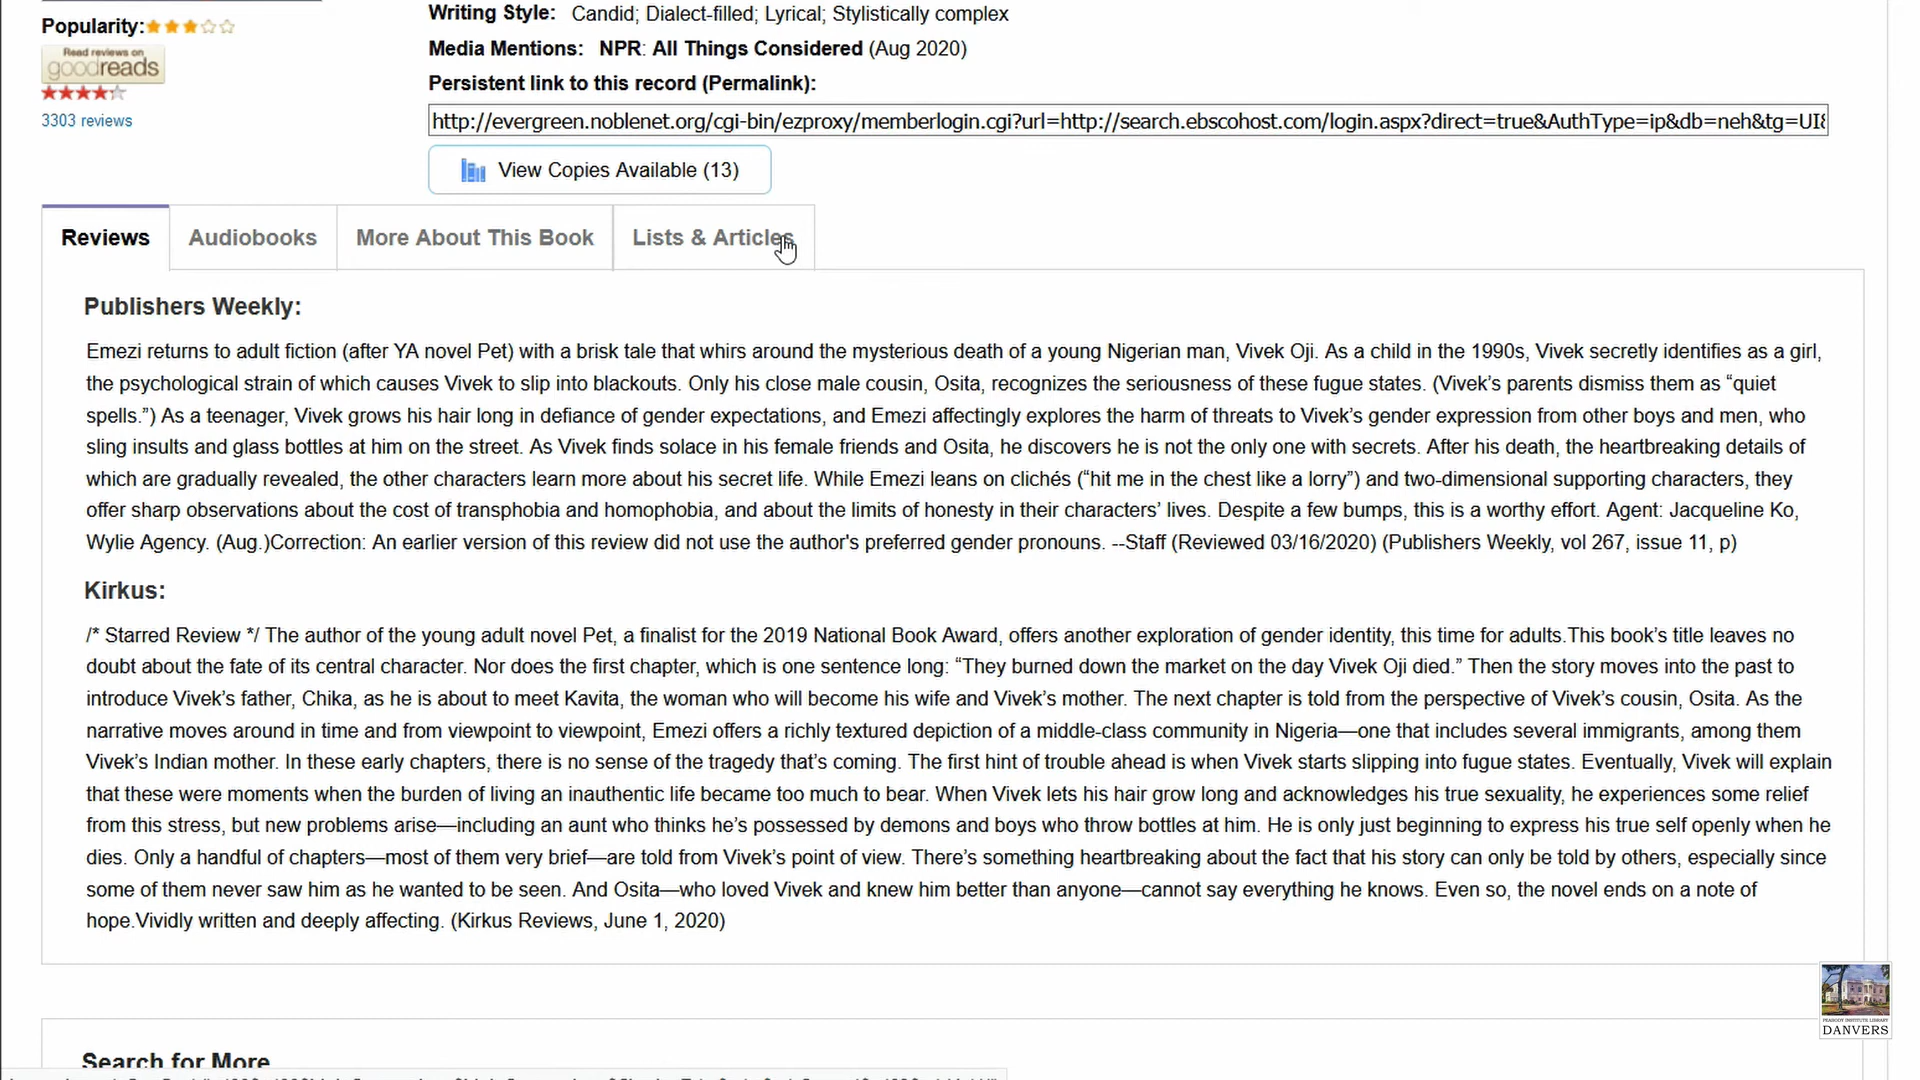 Popularity:
Read reviews on
goodreads
3303 reviews
Writing Style: Candid; Dialect-filled; Lyrical; Stylistically complex
Media Mentions: NPR: All Things Considered (Aug 2020)
Persistent link to this record (Permalink):
http://evergreen.noblenet.org/cgi-bin/ezproxy/memberlogin.cgi?url=http://search.ebscohost.com/login.aspx?direct=true&AuthType=ip&db=neh&tg=UI
View Copies Available (13)
Reviews Audiobooks More About This Book Lists & Articles
Publishers Weekly:
Emezi returns to adult fiction (after YA novel Pet) with a brisk tale that whirs around the mysterious death of a young Nigerian man, Vivek Oji. As a child in the 1990s, Vivek secretly identifies as a girl,
the psychological strain of which causes Vivek to slip into blackouts. Only his close male cousin, Osita, recognizes the seriousness of these fugue states. (Vivek’s parents dismiss them as “quiet
spells.”) As a teenager, Vivek grows his hair long in defiance of gender expectations, and Emezi affectingly explores the harm of threats to Vivek’s gender expression from other boys and men, who
sling insults and glass bottles at him on the street. As Vivek finds solace in his female friends and Osita, he discovers he is not the only one with secrets. After his death, the heartbreaking details of
which are gradually revealed, the other characters learn more about his secret life. While Emezi leans on clichés (“hit me in the chest like a lorry”) and two-dimensional supporting characters, they
offer sharp observations about the cost of transphobia and homophobia, and about the limits of honesty in their characters’ lives. Despite a few bumps, this is a worthy effort. Agent: Jacqueline Ko,
Wylie Agency. (Aug.)Correction: An earlier version of this review did not use the author's preferred gender pronouns. --Staff (Reviewed 03/16/2020) (Publishers Weekly, vol 267, issue 11, p)
Kirkus:
/* Starred Review */ The author of the young adult novel Pet, a finalist for the 2019 National Book Award, offers another exploration of gender identity, this time for adults.This book’s title leaves no
doubt about the fate of its central character. Nor does the first chapter, which is one sentence long: “They burned down the market on the day Vivek Oji died.” Then the story moves into the past to
introduce Vivek’s father, Chika, as he is about to meet Kavita, the woman who will become his wife and Vivek’s mother. The next chapter is told from the perspective of Vivek’s cousin, Osita. As the
narrative moves around in time and from viewpoint to viewpoint, Emezi offers a richly textured depiction of a middle-class community in Nigeria—one that includes several immigrants, among them
Vivek’s Indian mother. In these early chapters, there is no sense of the tragedy that’s coming. The first hint of trouble ahead is when Vivek starts slipping into fugue states. Eventually, Vivek will explain
that these were moments when the burden of living an inauthentic life became too much to bear. When Vivek lets his hair grow long and acknowledges his true sexuality, he experiences some relief
from this stress, but new problems arise—including an aunt who thinks he’s possessed by demons and boys who throw bottles at him. He is only just beginning to express his true self openly when he
dies. Only a handful of chapters—most of them very brief—are told from Vivek’s point of view. There’s something heartbreaking about the fact that his story can only be told by others, especially since
some of them never saw him as he wanted to be seen. And Osita—who loved Vivek and knew him better than anyone—cannot say everything he knows. Even so, the novel ends on a note of
hope.Vividly written and deeply affecting. (Kirkus Reviews, June 1, 2020)
PEABODY INSTITUTE LIBRARY
DANVERS
Search for More